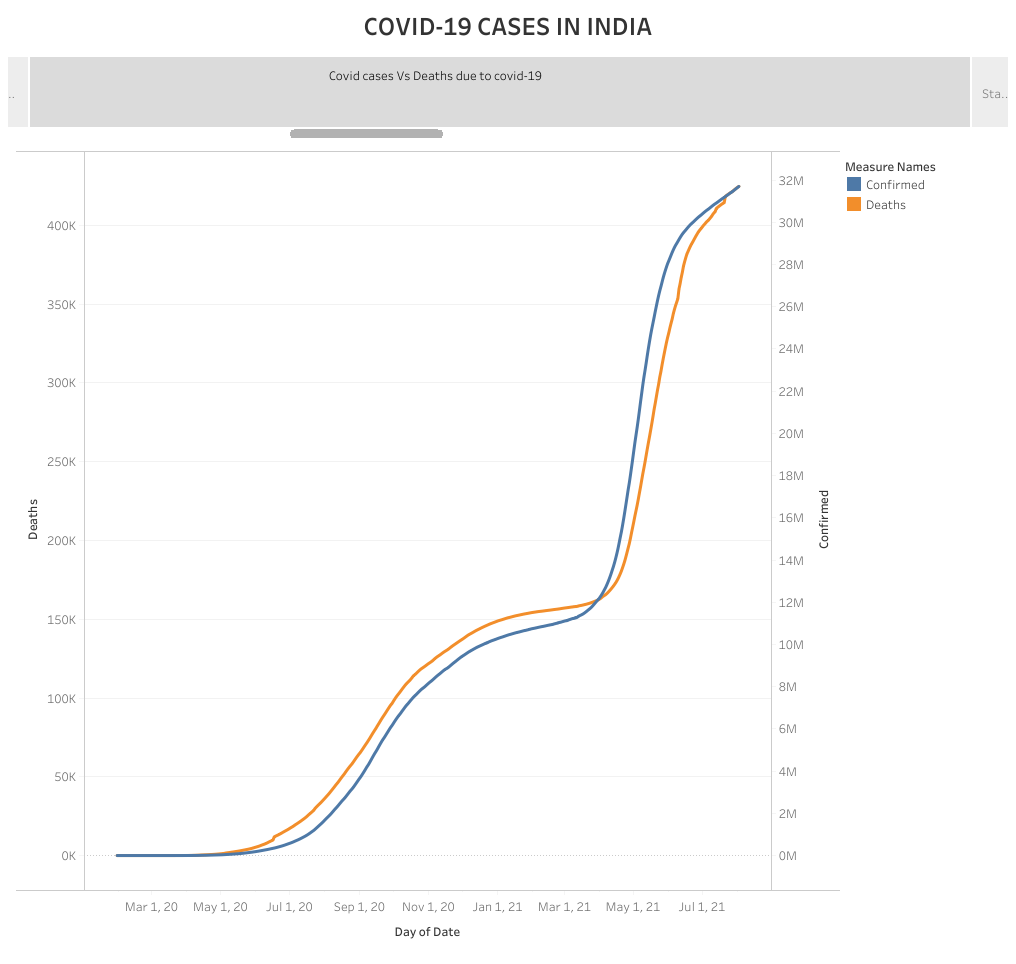 COVID-19 CASES IN INDIA
..
Covid cases Vs Deaths due to covid-19
Sta..
Measure Names
Confirmed
Deaths
400K
350K
300K
250K
200K
150K
100K
50K
0K
Deaths
32M
30M
28M
26M
24M
22M
20M
18M
16M
14M
12M
10M
8M
6M
4M
2M
0M
Confirmed
Mar 1, 20 May 1, 20 Jul 1, 20 Sep 1, 20 Nov 1, 20 Jan 1, 21 Mar 1, 21 May 1, 21 Jul 1, 21
Day of Date